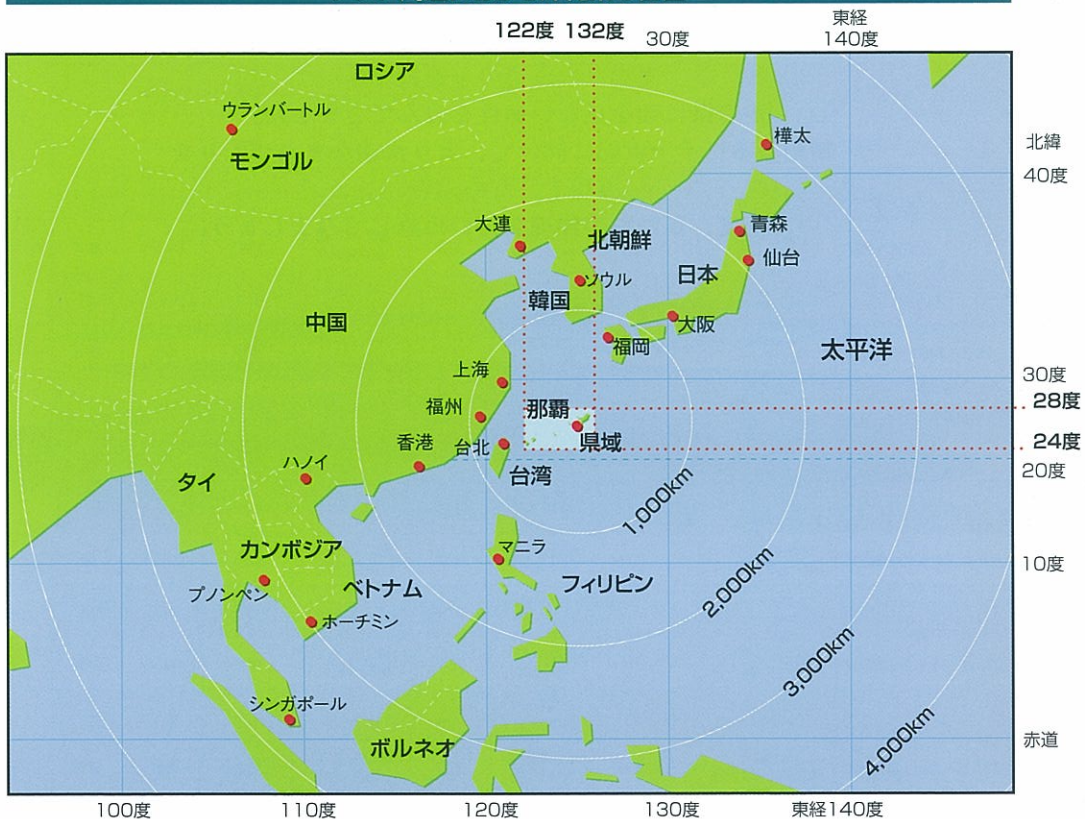 東経
122度 132度 30度 140度
ロシア
ウランバートル
モンゴル
樺太
北緯
40度
大連
北朝鮮
青森
仙台
ソウル
日本
韓国
中国
大阪
福岡
太平洋
上海
30度
那覇
28度
福州
香港
台北
県域
24度
台湾
20度
ハノイ
タイ
1,000km
マニラ
カンボジア
10度
プノンペン
ベトナム
フィリピン
2,000km
ホーチミン
3,000km
シンガポール
ボルネオ
4,000km
赤道
100度 110度 120度 130度 東経140度